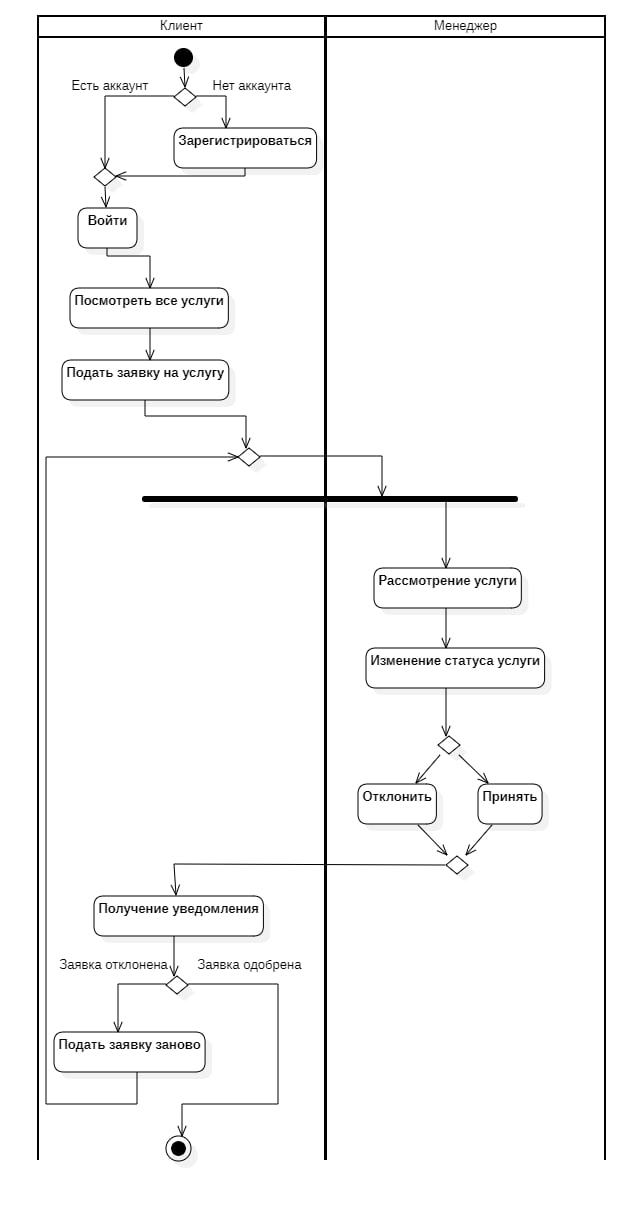 Клиент
Менеджер
Есть аккаунт
Нет аккаунта
Зарегистрироваться
Войти
Посмотреть все услуги
Подать заявку на услугу
Рассмотрение услуги
Изменение статуса услуги
Отклонить
Принять
Получение уведомления
Заявка отклонена
Заявка одобрена
Подать заявку заново